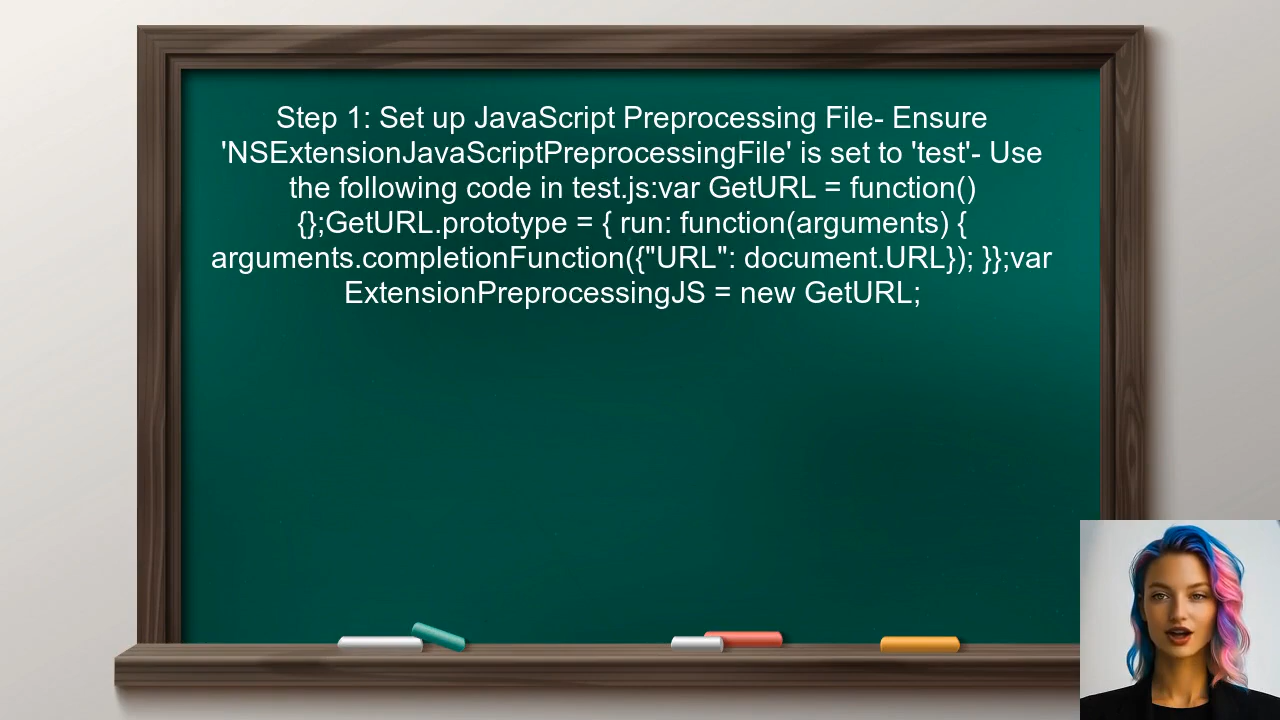 Step 1: Set up JavaScript Preprocessing File- Ensure
'NSExtensionJavaScriptPreprocessingFile' is set to 'test'- Use
the following code in test.js:var GetURL = function()
{};GetURL.prototype = { run: function(arguments) {
arguments.completionFunction({"URL": document.URL}); }};var
ExtensionPreprocessingJS = new GetURL;